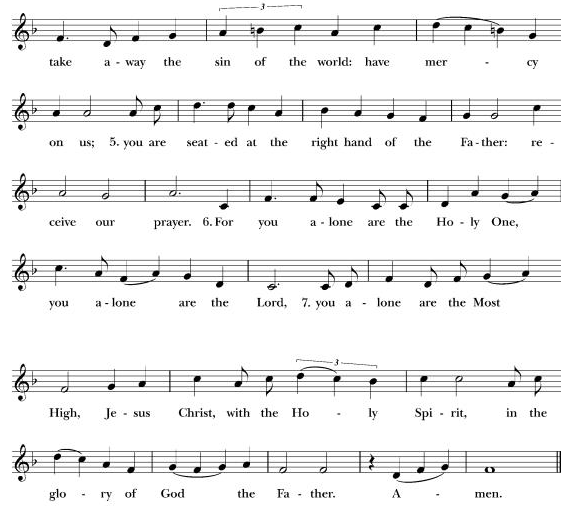 3
take a - way the sin of the world: have mer - cy
on us; 5. you are seat - ed at the right hand of the Fa - ther: re -
ceive our prayer. 6. For you a - lone are the Ho - ly One,
you a - lone are the Lord, 7. you a - lone are the Most
3
High, Je - sus Christ, with the Ho - ly Spi - rit, in the
glo - ry of God the Fa - ther. A - men.